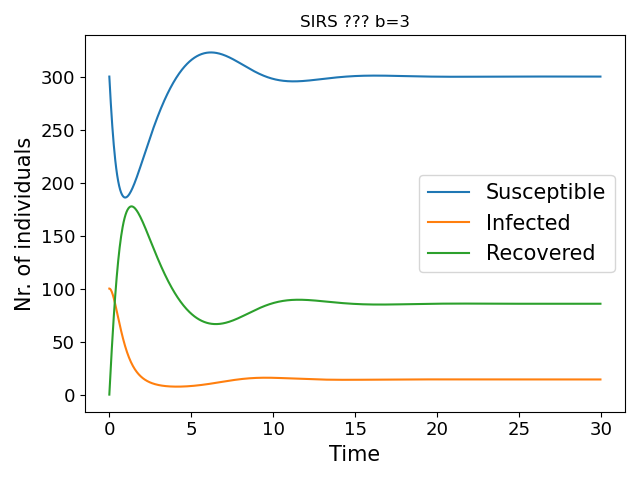 SIRS ??? b=3
Nr. of individuals
300
250
200
150
100
50
0
Susceptible
Infected
Recovered
0 5 10 15 20 25 30
Time